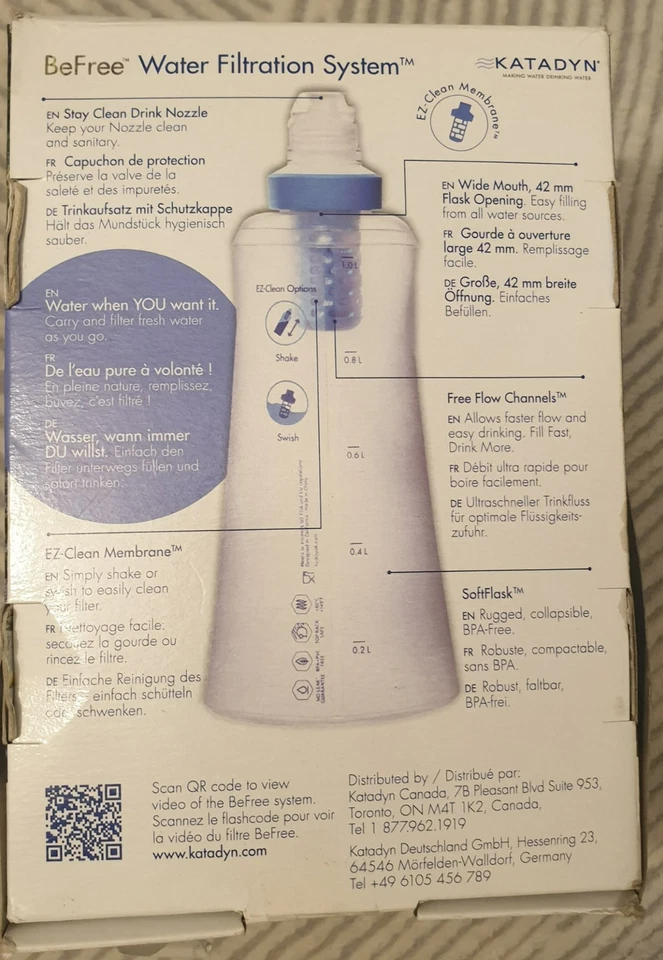 BeFree™ Water Filtration System™
KATADYN®
MAKING WATER DRINKING WATER
EZ-Clean Membrane™
EN Stay Clean Drink Nozzle
Keep your Nozzle clean
and sanitary.
FR Capuchon de protection
Préserve la valve de la
saleté et des impuretés.
DE Trinkaufsatz mit Schutzkappe
Hält das Mundstück hygienisch
sauber.
EN Wide Mouth, 42 mm
Flask Opening. Easy filling
from all water sources.
FR Gourde à ouverture
large 42 mm. Remplissage
facile.
DE Große, 42 mm breite
Öffnung. Einfaches
Befüllen.
EN
Water when YOU want it.
Carry and filter fresh water
as you go.
FR
De l'eau pure à volonté !
En pleine nature, remplissez,
buvez, c'est filtré !
DE
Wasser, wann immer
DU willst. Einfach den
Filter unterwegs füllen und
sofort trinken.
EZ-Clean Options
Shake
Swish
1.0 L
0.8 L
0.6 L
0.4 L
0.2 L
Free Flow Channels™
EN Allows faster flow and
easy drinking. Fill Fast,
Drink More.
FR Débit ultra rapide pour
boire facilement.
DE Ultraschneller Trinkfluss
für optimale Flüssigkeits-
zufuhr.
EZ-Clean Membrane™
EN Simply shake or
swish to easily clean
your filter.
FR Nettoyage facile:
secouez la gourde ou
rincez le filtre.
DE Einfache Reinigung des
Filters – einfach schütteln
oder schwenken.
SoftFlask™
EN Rugged, collapsible,
BPA-Free.
FR Robuste, compactable,
sans BPA.
DE Robust, faltbar,
BPA-frei.
Scan QR code to view
video of the BeFree system.
Scannez le flashcode pour voir
la vidéo du filtre BeFree.
www.katadyn.com
Distributed by / Distribué par:
Katadyn Canada, 7B Pleasant Blvd Suite 953,
Toronto, ON M4T 1K2, Canada,
Tel 1 877.962.1919
Katadyn Deutschland GmbH, Hessenring 23,
64546 Mörfelden-Walldorf, Germany
Tel +49 6105 456 789